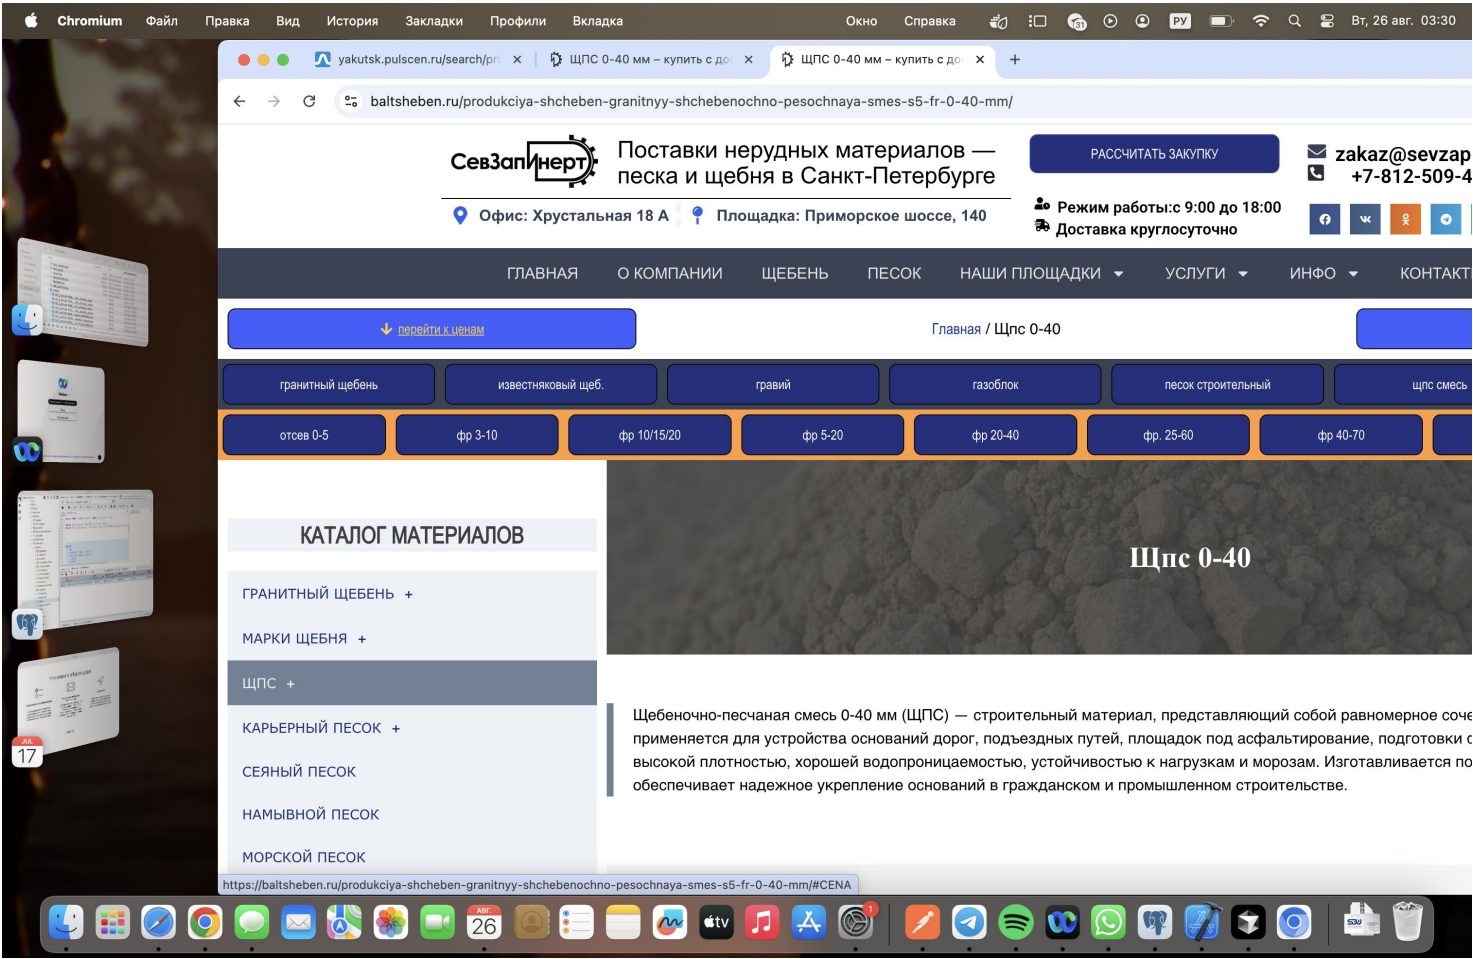 Chromium Файл Правка Вид История Закладки Профили Вкладка Окно Справка РУ Вт, 26 авг. 03:30
yakutsk.pulscen.ru/search/pri ЩПС 0-40 мм – купить с до ЩПС 0-40 мм – купить с до
baltsheben.ru/produkciya-shcheben-granitnyy-shchebenochno-pesochnaya-smes-s5-fr-0-40-mm/
СевЗапИнерт
Поставки нерудных материалов —
песка и щебня в Санкт-Петербурге
Офис: Хрустальная 18 А Площадка: Приморское шоссе, 140
РАССЧИТАТЬ ЗАКУПКУ
Режим работы:с 9:00 до 18:00
Доставка круглосуточно
zakaz@sevzap
+7-812-509-4
ГЛАВНАЯ О КОМПАНИИ ЩЕБЕНЬ ПЕСОК НАШИ ПЛОЩАДКИ УСЛУГИ ИНФО КОНТАКТ
перейти к ценам
Главная / Щпс 0-40
гранитный щебень известняковый щеб. гравий газоблок песок строительный щпс смесь
отсев 0-5 фр 3-10 фр 10/15/20 фр 5-20 фр 20-40 фр. 25-60 фр 40-70
КАТАЛОГ МАТЕРИАЛОВ
ГРАНИТНЫЙ ЩЕБЕНЬ +
МАРКИ ЩЕБНЯ +
ЩПС +
КАРЬЕРНЫЙ ПЕСОК +
СЕЯНЫЙ ПЕСОК
НАМЫВНОЙ ПЕСОК
МОРСКОЙ ПЕСОК
Щпс 0-40
Щебеночно-песчаная смесь 0-40 мм (ЩПС) — строительный материал, представляющий собой равномерное соче
применяется для устройства оснований дорог, подъездных путей, площадок под асфальтирование, подготовки
высокой плотностью, хорошей водопроницаемостью, устойчивостью к нагрузкам и морозам. Изготавливается по
обеспечивает надежное укрепление оснований в гражданском и промышленном строительстве.
https://baltsheben.ru/produkciya-shcheben-granitnyy-shchebenochno-pesochnaya-smes-s5-fr-0-40-mm/#CENA
JUL
17
АВГ.
26
tv
1